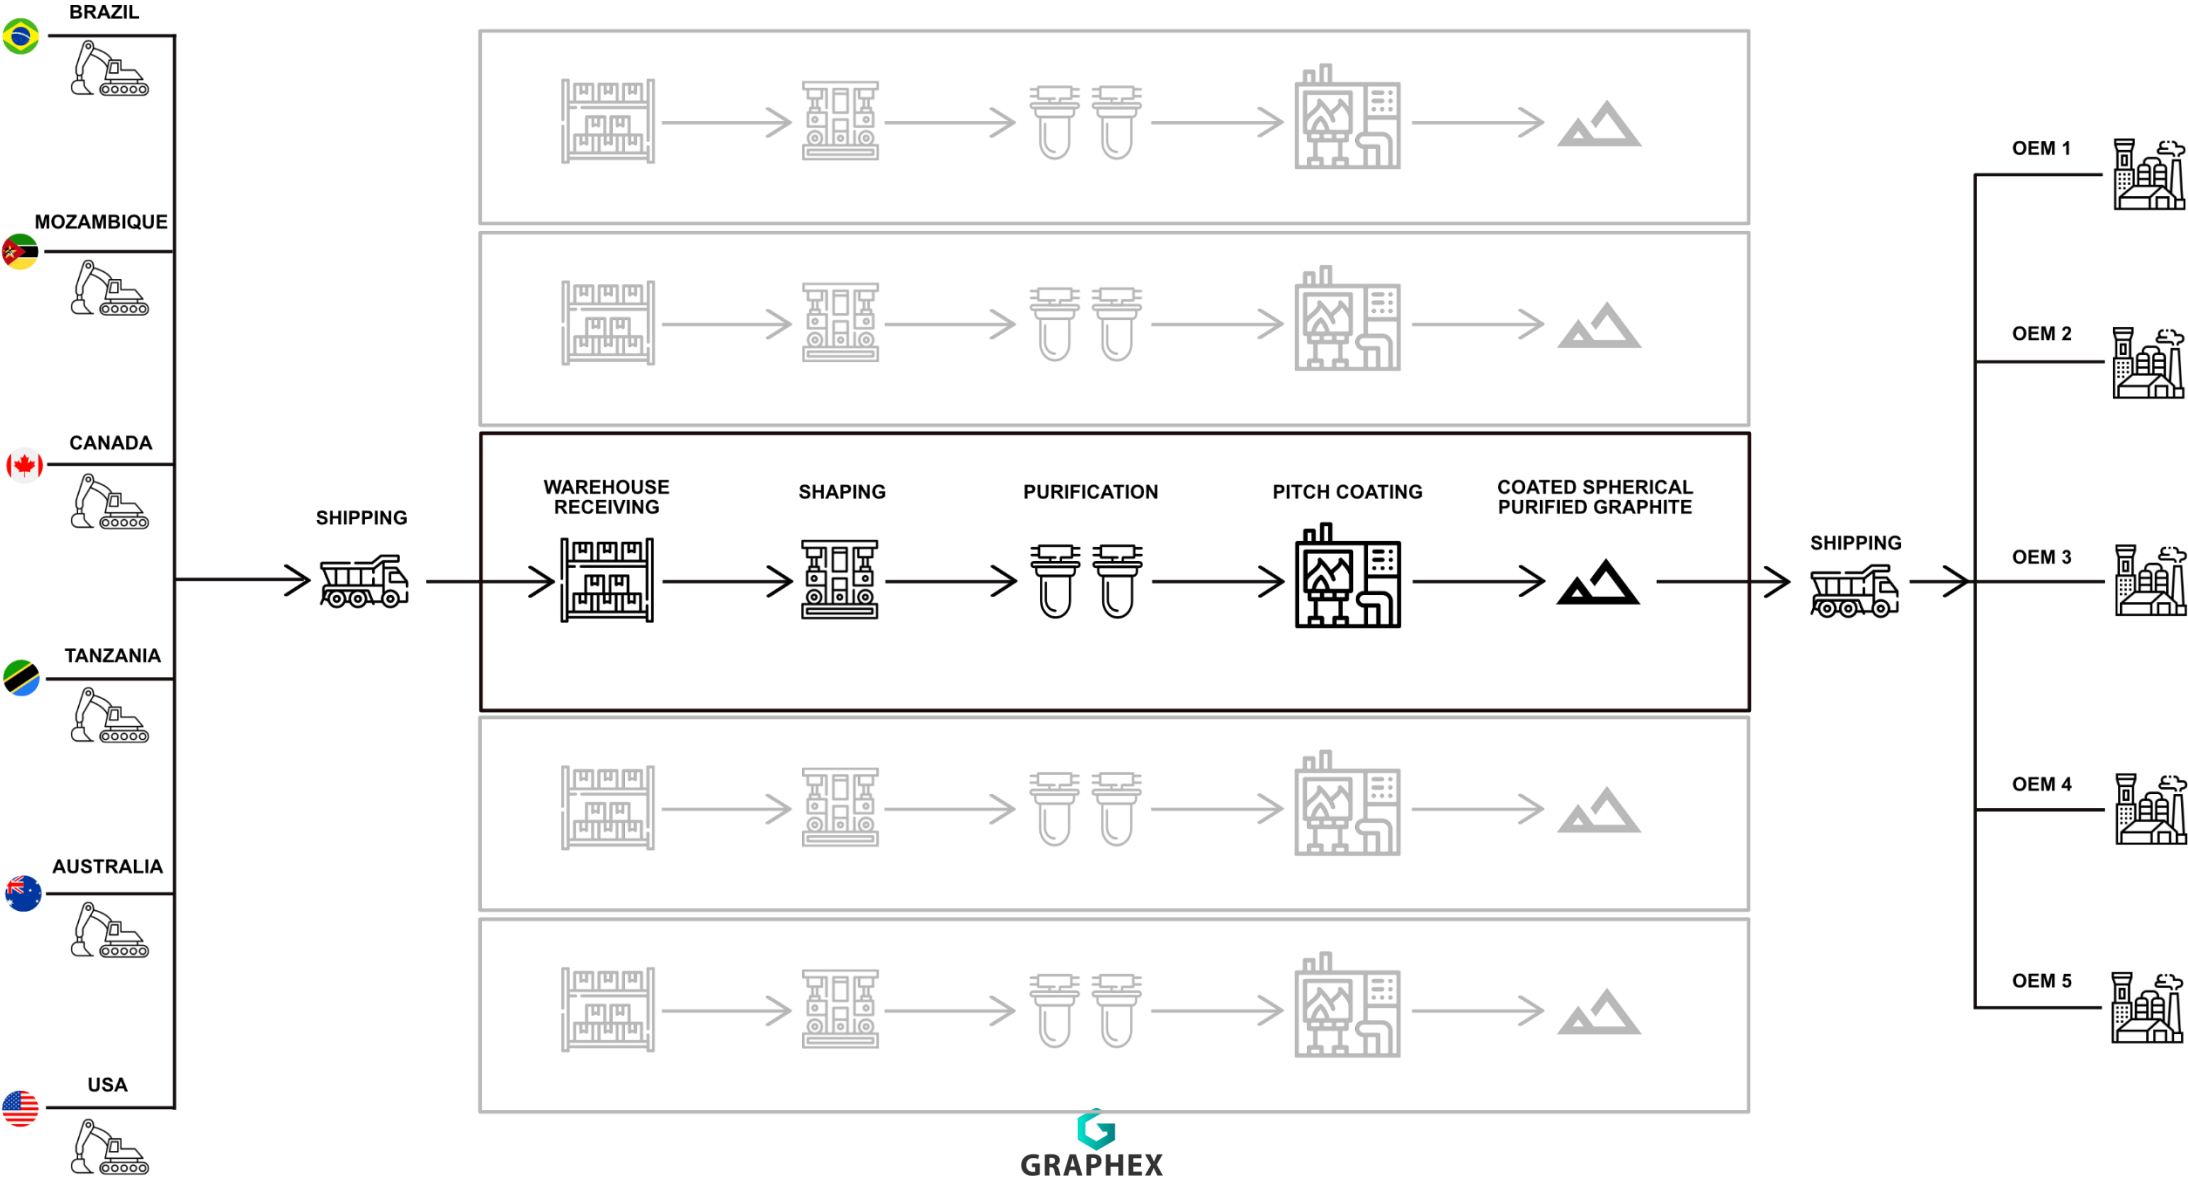 BRAZIL
MOZAMBIQUE
CANADA
TANZANIA
AUSTRALIA
USA
SHIPPING
WAREHOUSE
RECEIVING
SHAPING
PURIFICATION
PITCH COATING
COATED SPHERICAL
PURIFIED GRAPHITE
SHIPPING
OEM 1
OEM 2
OEM 3
OEM 4
OEM 5
GRAPHEX